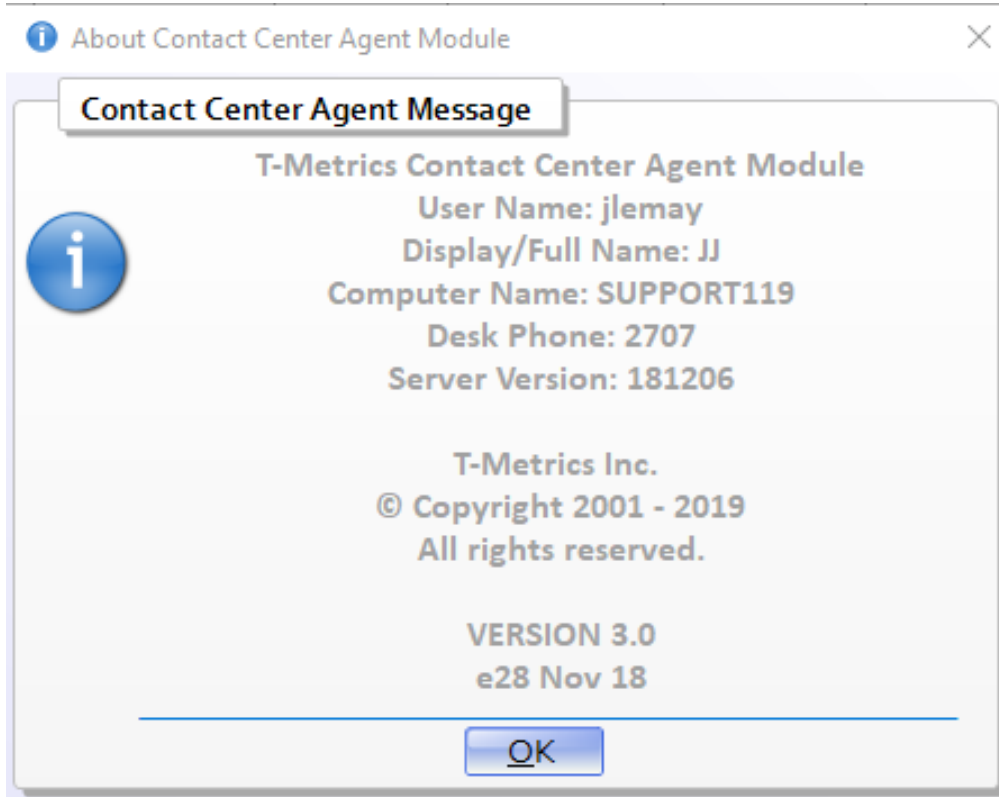 About Contact Center Agent Module
Contact Center Agent Message
T-Metrics Contact Center Agent Module
User Name: jlemay
Display/Full Name: JJ
Computer Name: SUPPORT119
Desk Phone: 2707
Server Version: 181206
T-Metrics Inc.
© Copyright 2001 - 2019
All rights reserved.
VERSION 3.0
e28 Nov 18
OK